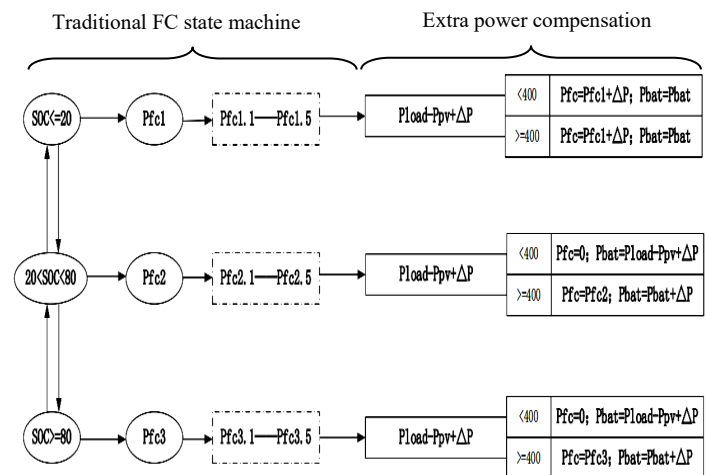 Traditional FC state machine
Extra power compensation
SOC<=20
Pfc1
Pfc1.1——Pfc1.5
Pload-Ppv+△P
<400
Pfc=Pfc1+△P; Pbat=Pbat
>=400
Pfc=Pfc1+△P; Pbat=Pbat
20<SOC<80
Pfc2
Pfc2.1——Pfc2.5
Pload-Ppv+△P
<400
Pfc=0; Pbat=Pload-Ppv+△P
>=400
Pfc=Pfc2; Pbat=Pbat+△P
SOC>=80
Pfc3
Pfc3.1——Pfc3.5
Pload-Ppv+△P
<400
Pfc=0; Pbat=Pload-Ppv+△P
>=400
Pfc=Pfc3; Pbat=Pbat+△P